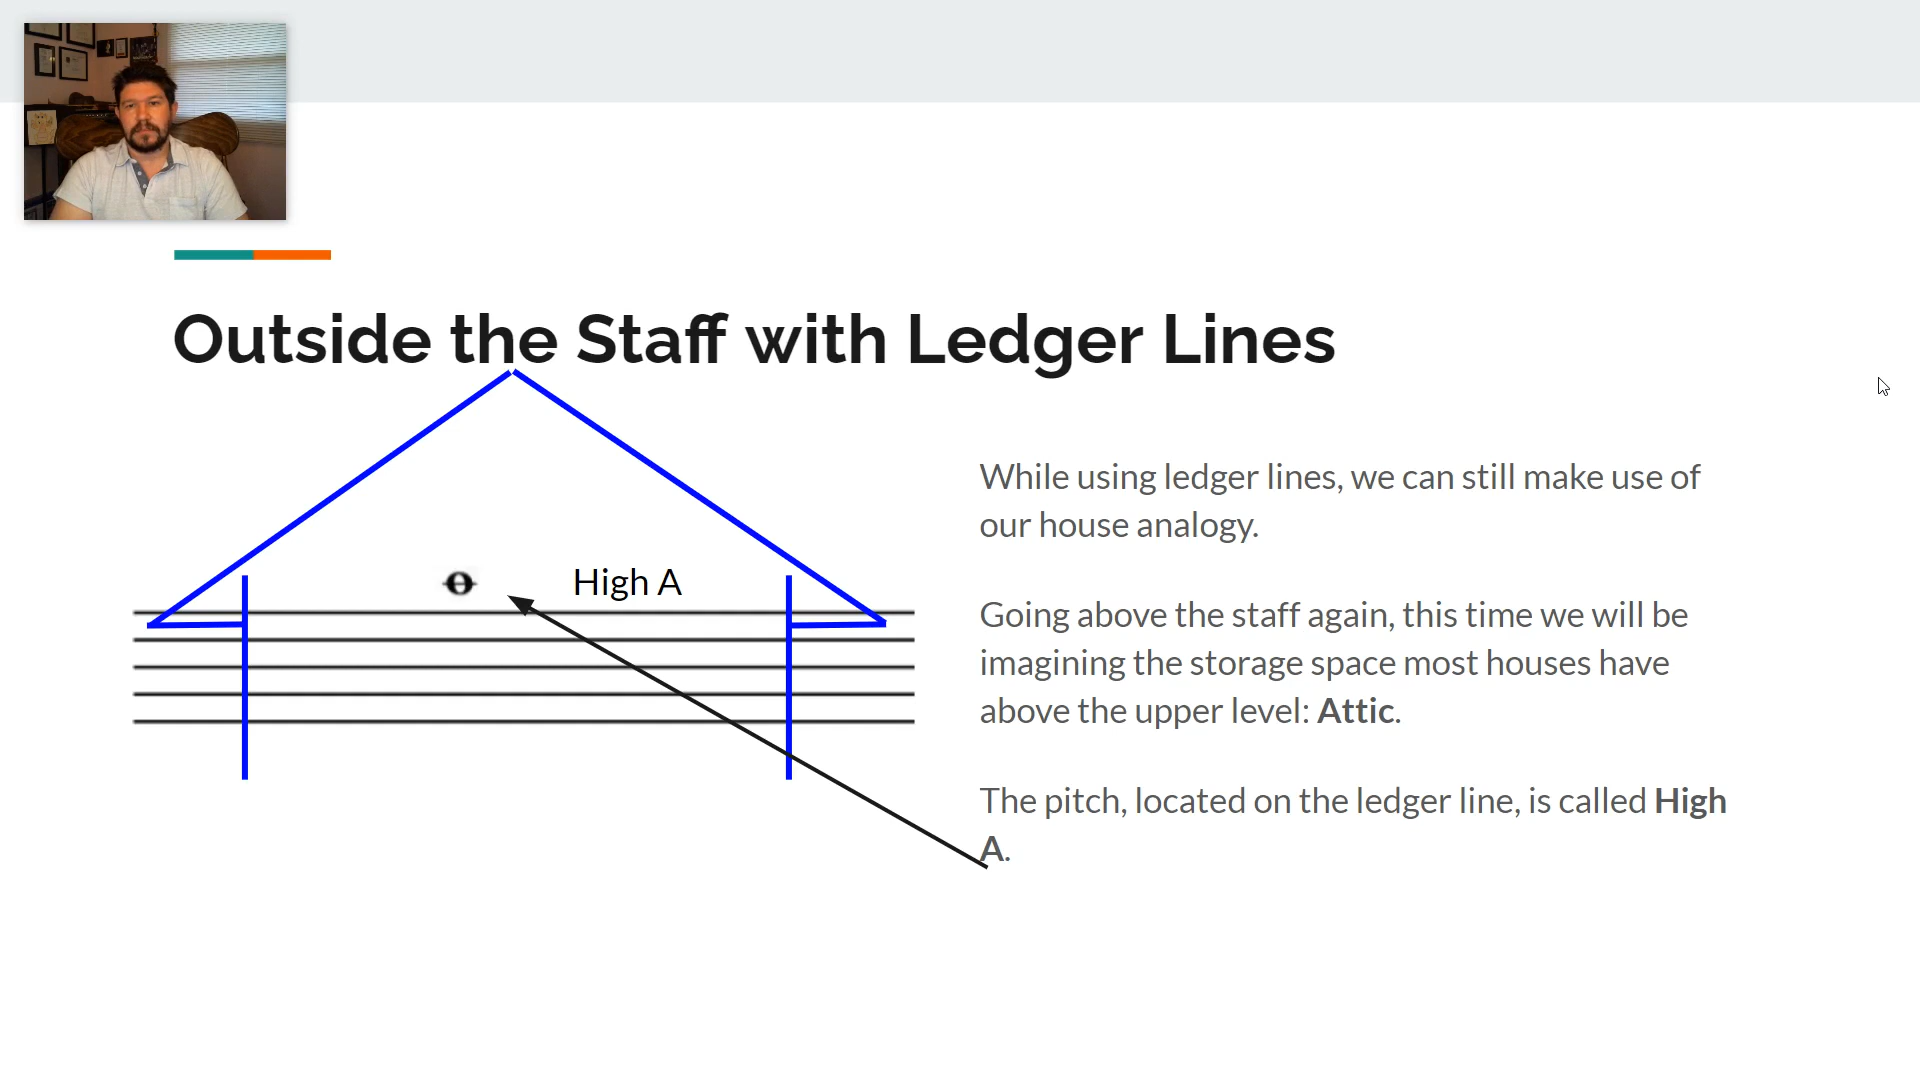 Outside the Staff with Ledger Lines
High A
While using ledger lines, we can still make use of
our house analogy.
Going above the staff again, this time we will be
imagining the storage space most houses have
above the upper level: Attic.
The pitch, located on the ledger line, is called High
A.